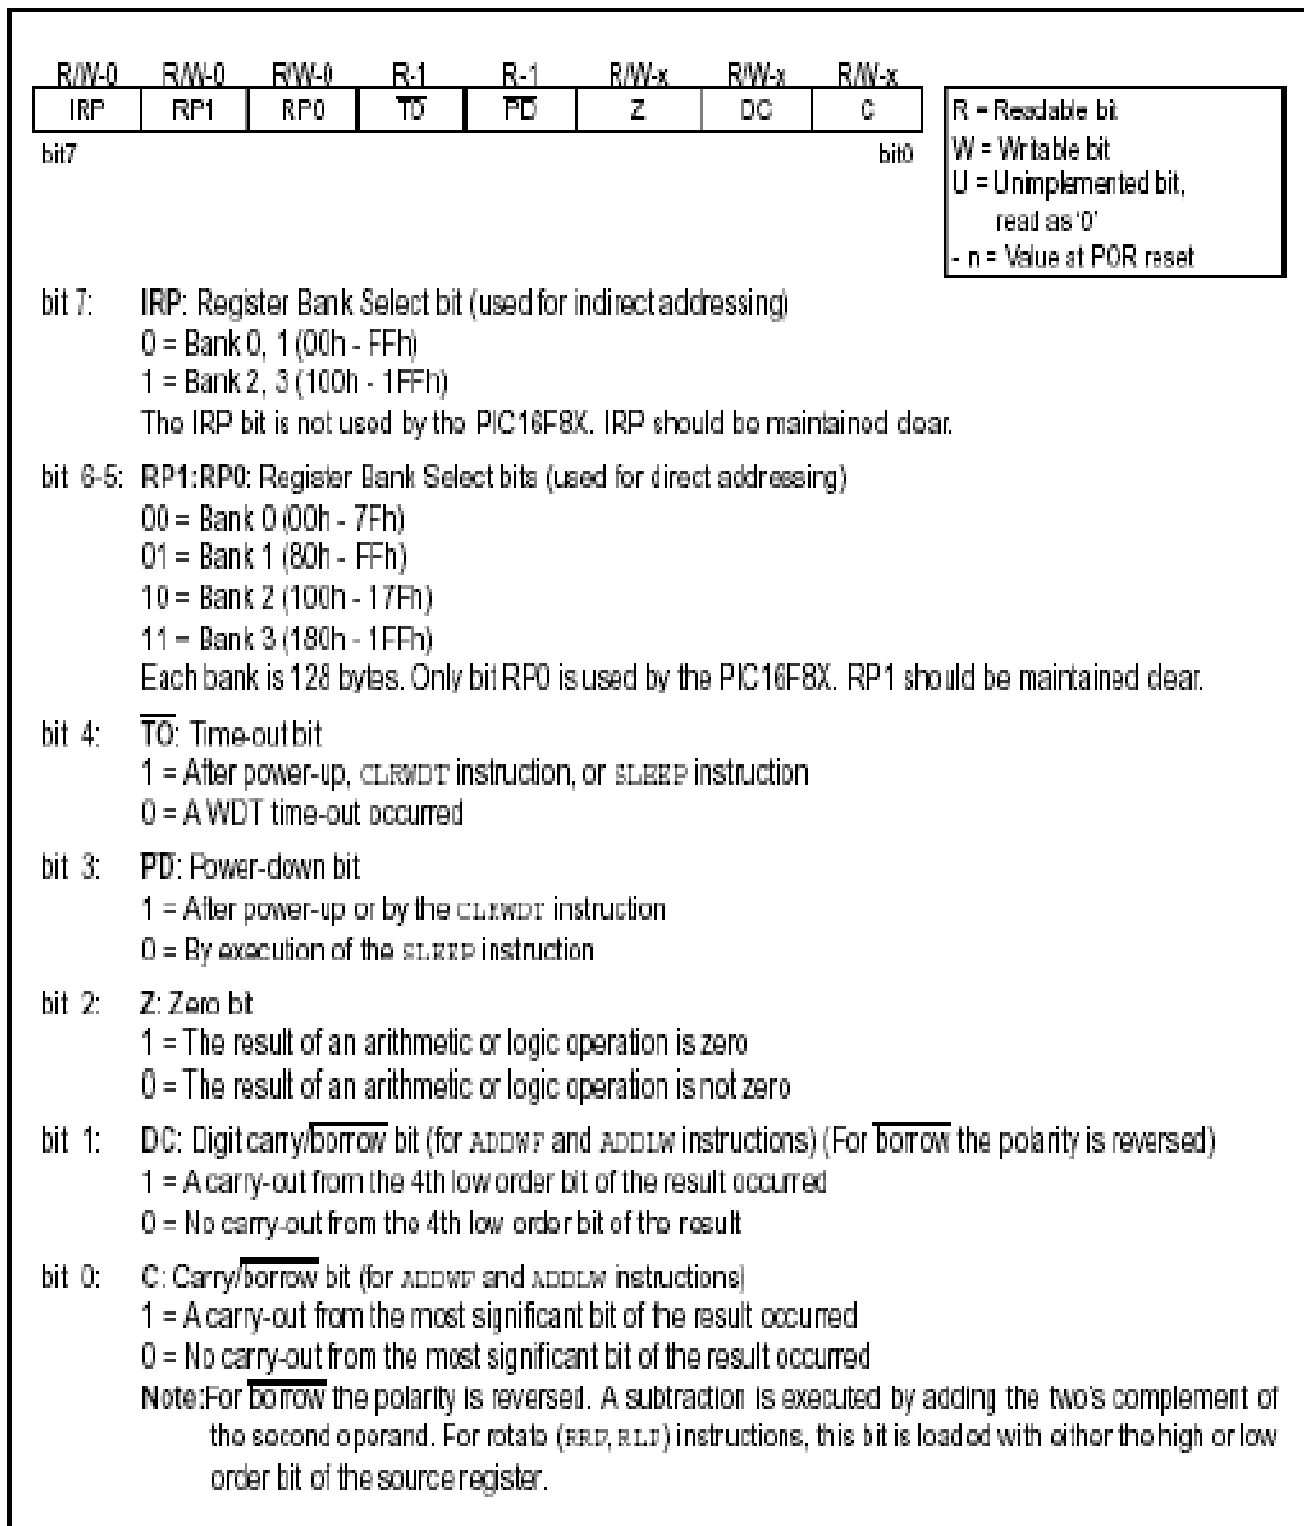 R/W-0 R/W-0 R/W-0 R-1 R-1 R/W-x R/W-x R/W-x
IRP RP1 RP0 T̅O̅ P̅D̅ Z DC C
bit7 bit0
R = Readable bit
W = Writable bit
U = Unimplemented bit,
read as '0'
- n = Value at POR reset
bit 7: IRP: Register Bank Select bit (used for indirect addressing)
0 = Bank 0, 1 (00h - FFh)
1 = Bank 2, 3 (100h - 1FFh)
The IRP bit is not used by the PIC16F8X. IRP should be maintained clear.
bit 6-5: RP1:RP0: Register Bank Select bits (used for direct addressing)
00 = Bank 0 (00h - 7Fh)
01 = Bank 1 (80h - FFh)
10 = Bank 2 (100h - 17Fh)
11 = Bank 3 (180h - 1FFh)
Each bank is 128 bytes. Only bit RP0 is used by the PIC16F8X. RP1 should be maintained clear.
bit 4: T̅O̅: Time-out bit
1 = After power-up, CLRWDT instruction, or SLEEP instruction
0 = A WDT time-out occurred
bit 3: P̅D̅: Power-down bit
1 = After power-up or by the CLRWDT instruction
0 = By execution of the SLEEP instruction
bit 2: Z: Zero bit
1 = The result of an arithmetic or logic operation is zero
0 = The result of an arithmetic or logic operation is not zero
bit 1: DC: Digit carry/b̅o̅r̅r̅o̅w̅ bit (for ADDWF and ADDLW instructions) (For b̅o̅r̅r̅o̅w̅ the polarity is reversed)
1 = A carry-out from the 4th low order bit of the result occurred
0 = No carry-out from the 4th low order bit of the result
bit 0: C: Carry/b̅o̅r̅r̅o̅w̅ bit (for ADDWF and ADDLW instructions)
1 = A carry-out from the most significant bit of the result occurred
0 = No carry-out from the most significant bit of the result occurred
Note:For b̅o̅r̅r̅o̅w̅ the polarity is reversed. A subtraction is executed by adding the two's complement of
the second operand. For rotate (RRF, RLF) instructions, this bit is loaded with either the high or low
order bit of the source register.